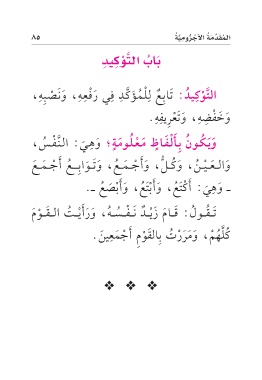 المُقَدِّمَةُ الآجُرُّومِيَّةُ ٨٥
بَابُ التَّوْكِيدِ
التَّوْكِيدُ: تَابِعٌ لِلْمُؤَكَّدِ فِي رَفْعِهِ، وَنَصْبِهِ،
وَخَفْضِهِ، وَتَعْرِيفِهِ.
وَيَكُونُ بِأَلْفَاظٍ مَعْلُومَةٍ؛ وَهِيَ: النَّفْسُ،
وَالعَيْنُ، وَكُلُّ، وَأَجْمَعُ، وَتَوَابِعُ أَجْمَعَ
ـ وَهِيَ: أَكْتَعُ، وَأَبْتَعُ، وَأَبْصَعُ ـ.
تَقُولُ: قَامَ زَيْدٌ نَفْسُهُ، وَرَأَيْتُ القَوْمَ
كُلَّهُمْ، وَمَرَرْتُ بِالقَوْمِ أَجْمَعِينَ.